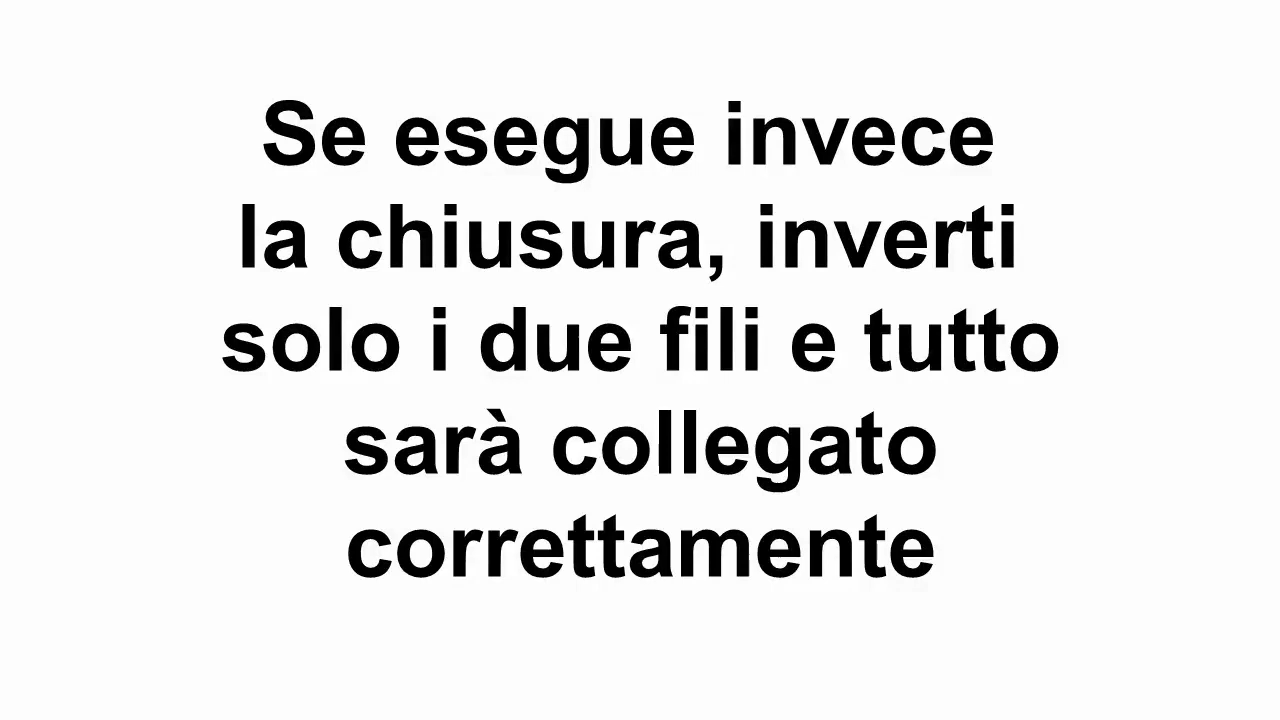 Se esegue invece
la chiusura, inverti
solo i due fili e tutto
sarà collegato
correttamente